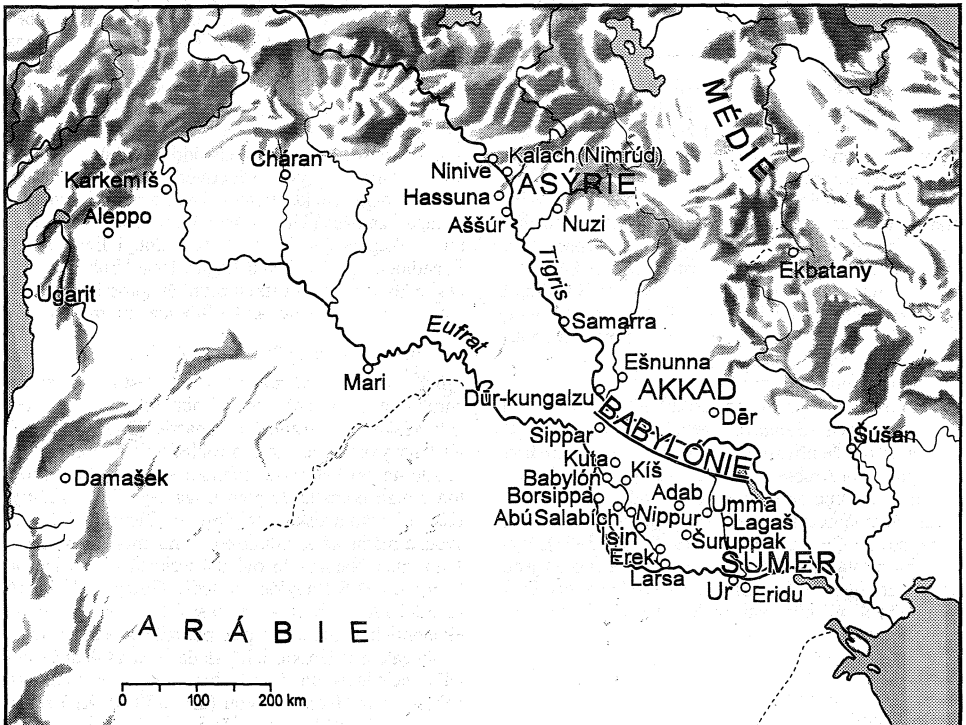 MÉDIE
Cháran
Kalach (Nimrúd)
Ninive
ASÝRIE
Karkemíš
Hassuna
Aleppo
Aššúr
Nuzi
Tigris
Ekbatany
Ugarit
Samarra
Eufrat
Ešnunna
Mari
AKKAD
Dúr-kungalzu
Dēr
BABYLÓNIE
Sippar
Šúšan
Kuta
Kíš
Damašek
Babylón
Adab
Borsippa
Umma
Abú Salabích
Nippur
Lagaš
Isin
Šuruppak
Erek
SUMER
Larsa
Ur
Eridu
ARÁBIE
0 100 200 km